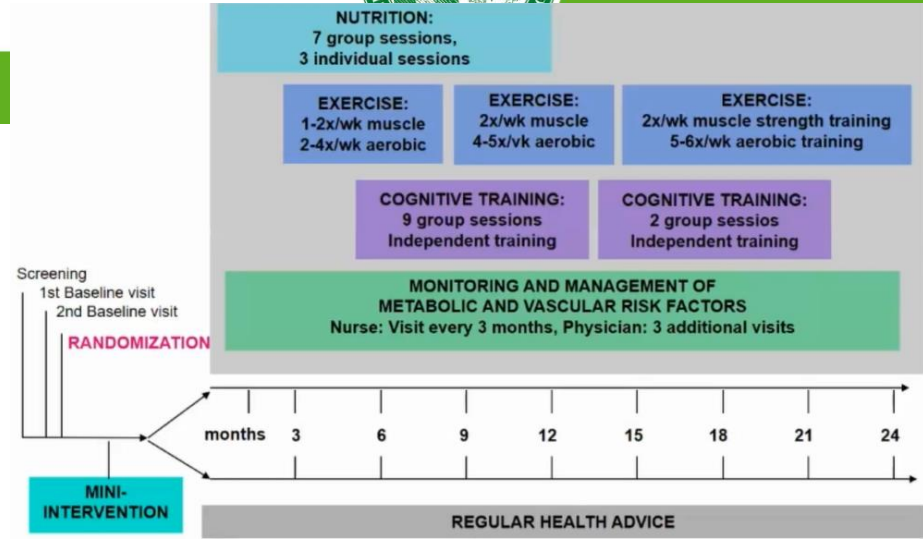 NUTRITION:
7 group sessions,
3 individual sessions
EXERCISE:
1-2x/wk muscle
2-4x/wk aerobic
EXERCISE:
2x/wk muscle
4-5x/vk aerobic
EXERCISE:
2x/wk muscle strength training
5-6x/wk aerobic training
COGNITIVE TRAINING:
9 group sessions
Independent training
COGNITIVE TRAINING:
2 group sessios
Independent training
MONITORING AND MANAGEMENT OF
METABOLIC AND VASCULAR RISK FACTORS
Nurse: Visit every 3 months, Physician: 3 additional visits
Screening
1st Baseline visit
2nd Baseline visit
RANDOMIZATION
months 3 6 9 12 15 18 21 24
MINI-
INTERVENTION
REGULAR HEALTH ADVICE